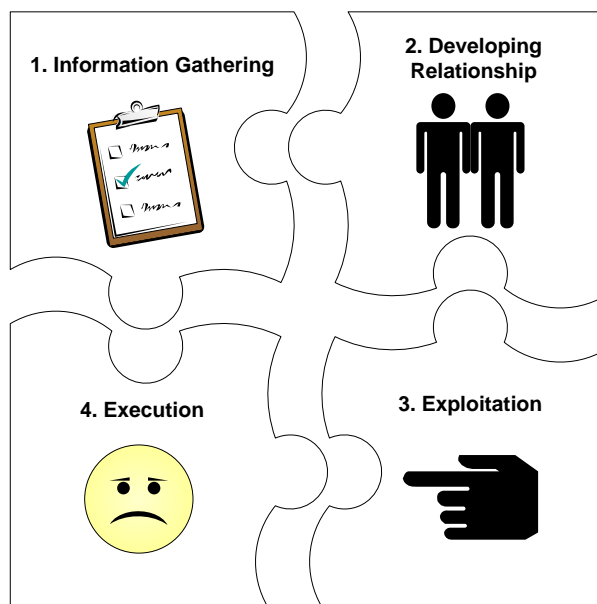 1. Information Gathering
2. Developing
Relationship
4. Execution
3. Exploitation